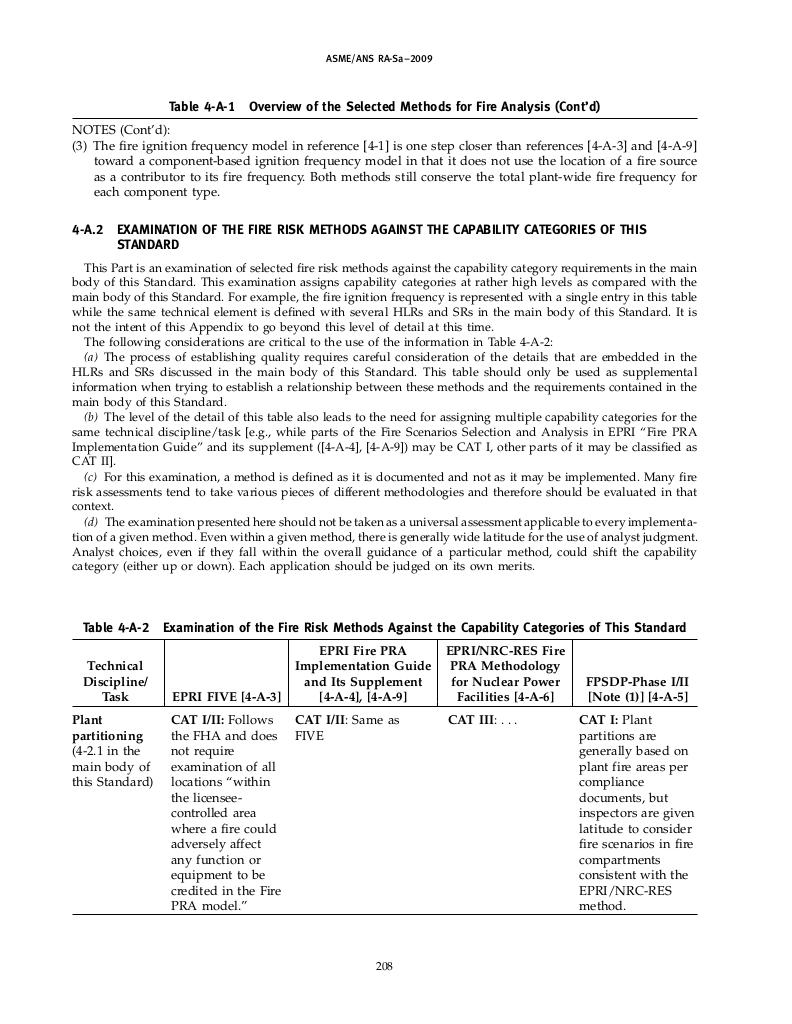 ASME/ANS RA-Sa–2009
Table 4-A-1 Overview of the Selected Methods for Fire Analysis (Cont’d)
NOTES (Cont’d):
(3) The fire ignition frequency model in reference [4-1] is one step closer than references [4-A-3] and [4-A-9]
toward a component-based ignition frequency model in that it does not use the location of a fire source
as a contributor to its fire frequency. Both methods still conserve the total plant-wide fire frequency for
each component type.
4-A.2 EXAMINATION OF THE FIRE RISK METHODS AGAINST THE CAPABILITY CATEGORIES OF THIS
STANDARD
This Part is an examination of selected fire risk methods against the capability category requirements in the main
body of this Standard. This examination assigns capability categories at rather high levels as compared with the
main body of this Standard. For example, the fire ignition frequency is represented with a single entry in this table
while the same technical element is defined with several HLRs and SRs in the main body of this Standard. It is
not the intent of this Appendix to go beyond this level of detail at this time.
The following considerations are critical to the use of the information in Table 4-A-2:
(a) The process of establishing quality requires careful consideration of the details that are embedded in the
HLRs and SRs discussed in the main body of this Standard. This table should only be used as supplemental
information when trying to establish a relationship between these methods and the requirements contained in the
main body of this Standard.
(b) The level of the detail of this table also leads to the need for assigning multiple capability categories for the
same technical discipline/task [e.g., while parts of the Fire Scenarios Selection and Analysis in EPRI “Fire PRA
Implementation Guide” and its supplement ([4-A-4], [4-A-9]) may be CAT I, other parts of it may be classified as
CAT II].
(c) For this examination, a method is defined as it is documented and not as it may be implemented. Many fire
risk assessments tend to take various pieces of different methodologies and therefore should be evaluated in that
context.
(d) The examination presented here should not be taken as a universal assessment applicable to every implementa-
tion of a given method. Even within a given method, there is generally wide latitude for the use of analyst judgment.
Analyst choices, even if they fall within the overall guidance of a particular method, could shift the capability
category (either up or down). Each application should be judged on its own merits.
Table 4-A-2 Examination of the Fire Risk Methods Against the Capability Categories of This Standard
Technical
Discipline/
Task
EPRI FIVE [4-A-3]
EPRI Fire PRA
Implementation Guide
and Its Supplement
[4-A-4], [4-A-9]
EPRI/NRC-RES Fire
PRA Methodology
for Nuclear Power
Facilities [4-A-6]
FPSDP-Phase I/II
[Note (1)] [4-A-5]
Plant
partitioning
(4-2.1 in the
main body of
this Standard)
CAT I/II: Follows
the FHA and does
not require
examination of all
locations “within
the licensee-
controlled area
where a fire could
adversely affect
any function or
equipment to be
credited in the Fire
PRA model.”
CAT I/II: Same as
FIVE
CAT III: . . .
CAT I: Plant
partitions are
generally based on
plant fire areas per
compliance
documents, but
inspectors are given
latitude to consider
fire scenarios in fire
compartments
consistent with the
EPRI/NRC-RES
method.
208